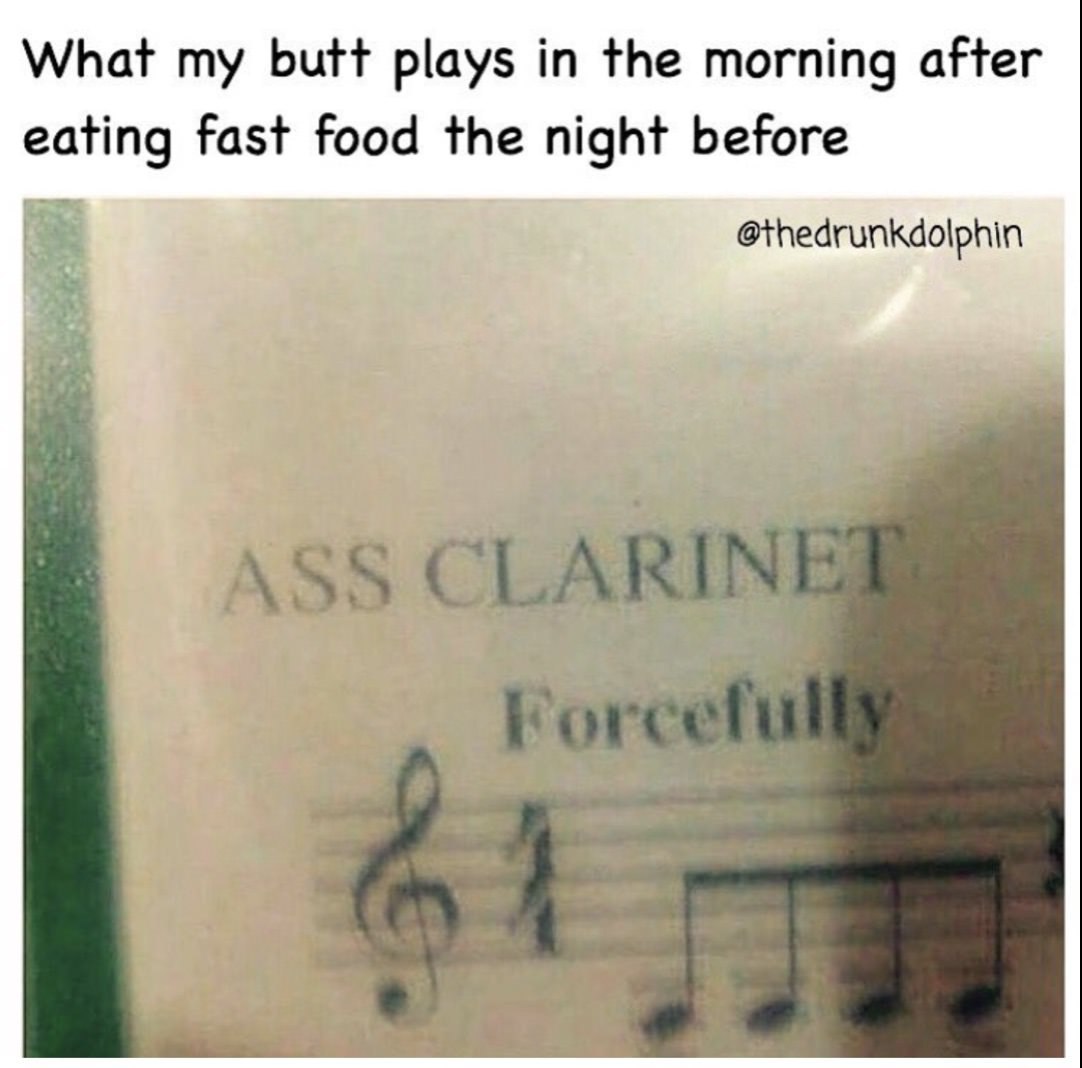 What my butt plays in the morning after
eating fast food the night before
@thedrunkdolphin
ASS CLARINET
Forcefully